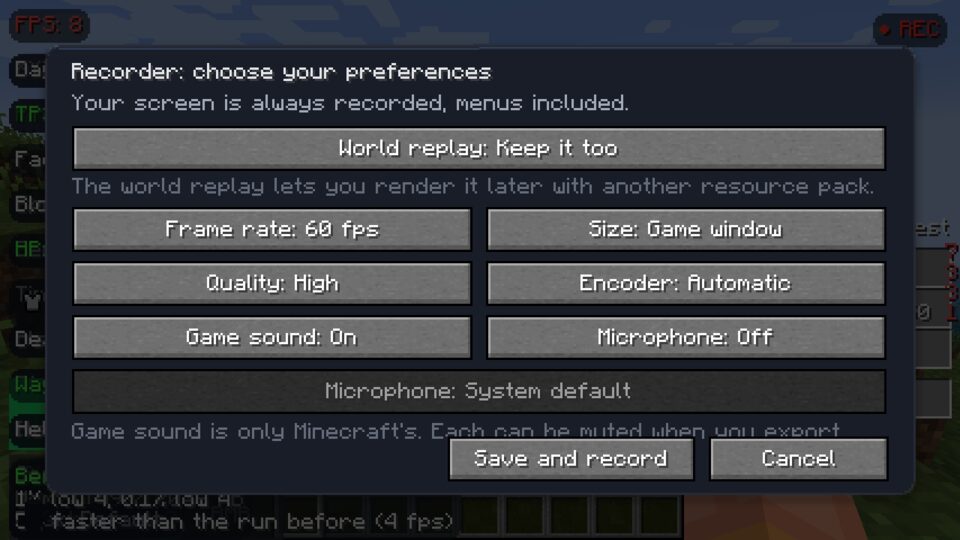 FPS: 8
REC
Recorder: choose your preferences
Your screen is always recorded, menus included.
World replay: Keep it too
The world replay lets you render it later with another resource pack.
Frame rate: 60 fps
Size: Game window
Quality: High
Encoder: Automatic
Game sound: On
Microphone: Off
Microphone: System default
Game sound is only Minecraft's. Each can be muted when you export
Save and record
Cancel
faster than the run before (4 fps)